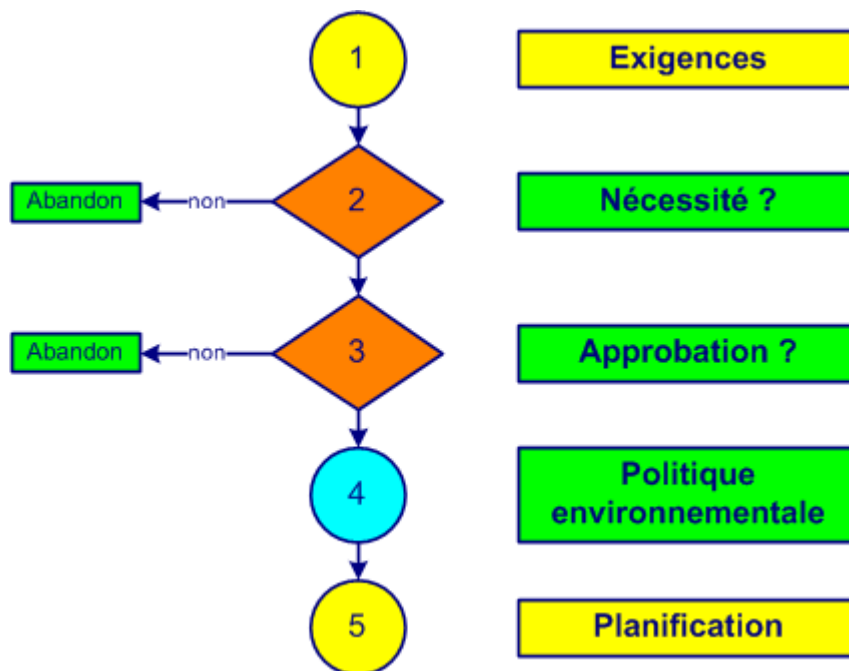 1
Exigences
Abandon
non
2
Nécessité ?
Abandon
non
3
Approbation ?
4
Politique
environnementale
5
Planification